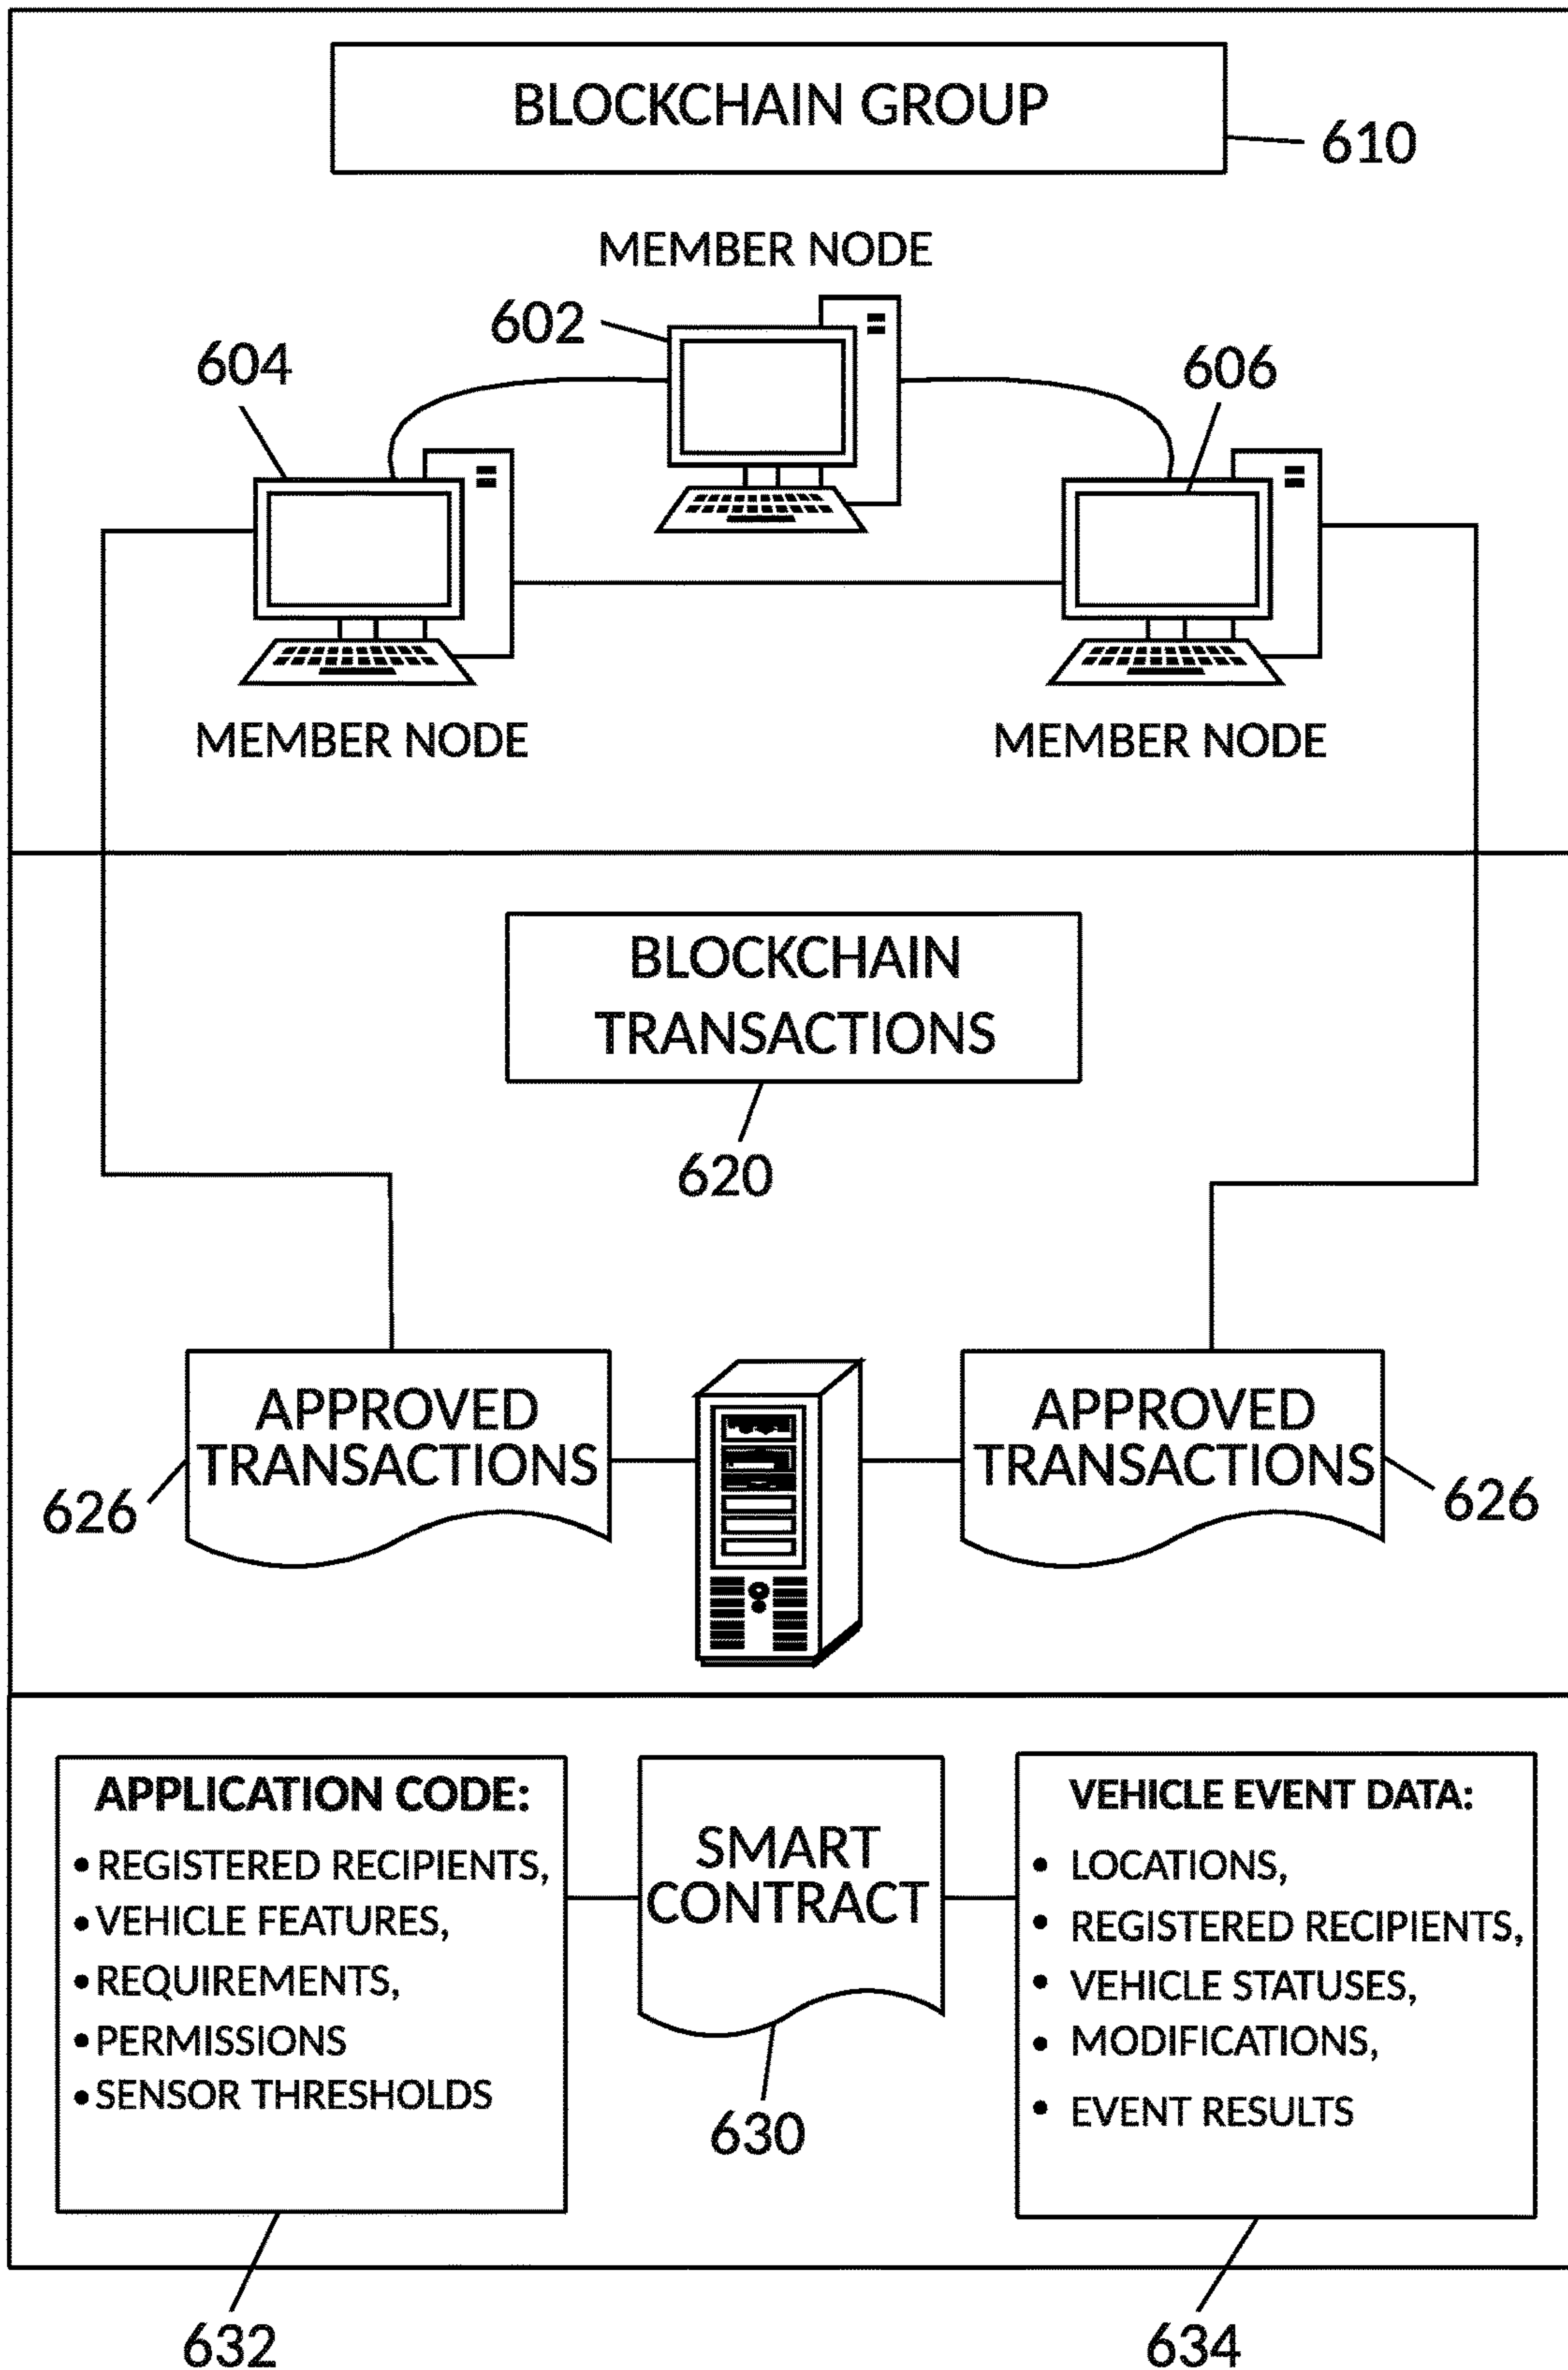 BLOCKCHAIN GROUP
610
MEMBER NODE
602
604
606
MEMBER NODE
MEMBER NODE
BLOCKCHAIN
TRANSACTIONS
620
APPROVED
TRANSACTIONS
626
APPROVED
TRANSACTIONS
626
APPLICATION CODE:
• REGISTERED RECIPIENTS,
• VEHICLE FEATURES,
• REQUIREMENTS,
• PERMISSIONS
• SENSOR THRESHOLDS
632
SMART
CONTRACT
630
VEHICLE EVENT DATA:
• LOCATIONS,
• REGISTERED RECIPIENTS,
• VEHICLE STATUSES,
• MODIFICATIONS,
• EVENT RESULTS
634